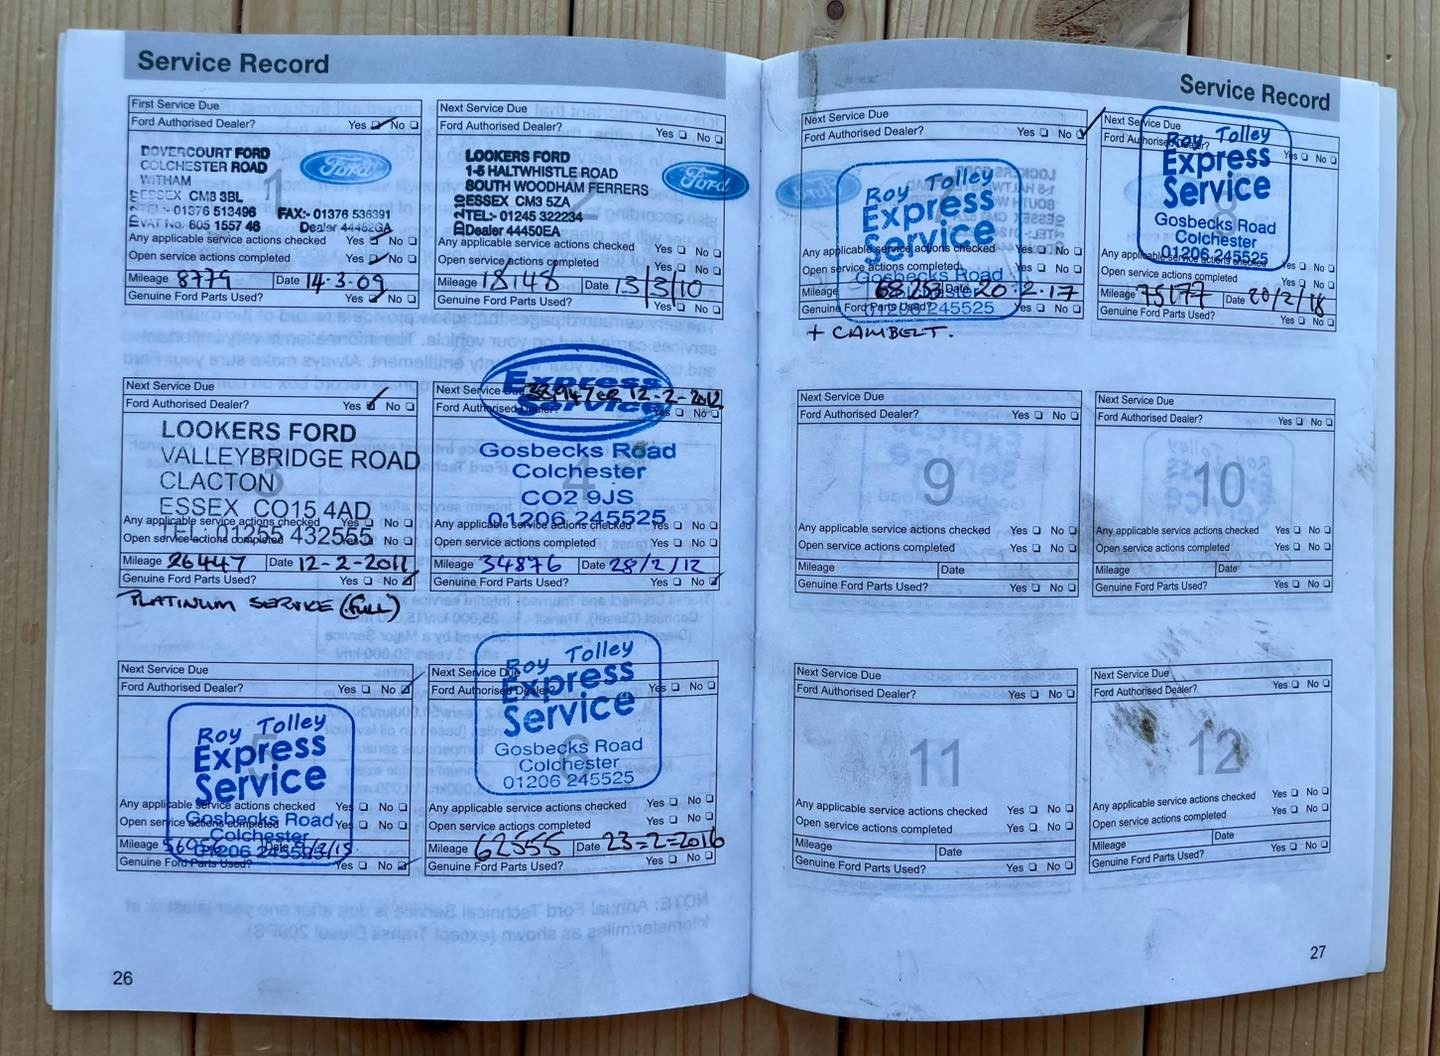 Service Record
First Service Due
Ford Authorised Dealer? Yes No
DOVERCOURT FORD
COLCHESTER ROAD
WITHAM
ESSEX CM8 3BL
TEL:- 01376 513496 FAX:- 01376 536391
VAT No. 805 1557 46 Dealer 44452GA
Ford
1
Any applicable service actions checked Yes No
Open service actions completed Yes No
Mileage 8779 Date 14-3-09
Genuine Ford Parts Used? Yes No
Next Service Due
Ford Authorised Dealer? Yes No
LOOKERS FORD
1-5 HALTWHISTLE ROAD
SOUTH WOODHAM FERRERS
ESSEX CM3 5ZA
TEL:- 01245 322234
Dealer 44450EA
Ford
2
Any applicable service actions checked Yes No
Open service actions completed Yes No
Mileage 18148 Date 13/3/10
Genuine Ford Parts Used? Yes No
Next Service Due
Ford Authorised Dealer? Yes No
LOOKERS FORD
VALLEYBRIDGE ROAD
CLACTON
3
ESSEX CO15 4AD
TEL: 01255 432565
Any applicable service actions checked Yes No
Open service actions completed Yes No
Mileage 26447 Date 12-2-2011
Genuine Ford Parts Used? Yes No
PLATINUM SERVICE (FULL)
Next Service Due 12-2-2012
Ford Authorised Dealer? Yes No
Express
Service
Gosbecks Road
Colchester
4
CO2 9JS
01206 245525
Any applicable service actions checked Yes No
Open service actions completed Yes No
Mileage 34876 Date 28/2/12
Genuine Ford Parts Used? Yes No
Next Service Due
Ford Authorised Dealer? Yes No
Roy Tolley
Express
Service
5
Any applicable service actions checked Yes No
Open service actions completed Yes No
Gosbecks Road
Colchester
01206 245525
Mileage Date
Genuine Ford Parts Used? Yes No
Next Service Due
Ford Authorised Dealer? Yes No
Roy Tolley
Express
Service
Gosbecks Road
Colchester
01206 245525
6
Any applicable service actions checked Yes No
Open service actions completed Yes No
Mileage 62555 Date 23=2=2016
Genuine Ford Parts Used? Yes No
26
Service Record
Next Service Due
Ford Authorised Dealer? Yes No
Roy Tolley
Express
Service
Gosbecks Road
Colchester
01206 245525
Any applicable service actions checked Yes No
Open service actions completed Yes No
Mileage 68253 Date 20-2-17
Genuine Ford Parts Used? Yes No
+ CAMBELT.
Next Service Due
Ford Authorised Dealer? Yes No
Roy Tolley
Express
Service
Gosbecks Road
Colchester
01206 245525
Any applicable service actions checked Yes No
Open service actions completed Yes No
Mileage 75177 Date 20/2/18
Genuine Ford Parts Used? Yes No
Next Service Due
Ford Authorised Dealer? Yes No
9
Any applicable service actions checked Yes No
Open service actions completed Yes No
Mileage Date
Genuine Ford Parts Used? Yes No
Next Service Due
Ford Authorised Dealer? Yes No
10
Any applicable service actions checked Yes No
Open service actions completed Yes No
Mileage Date
Genuine Ford Parts Used? Yes No
Next Service Due
Ford Authorised Dealer? Yes No
11
Any applicable service actions checked Yes No
Open service actions completed Yes No
Mileage Date
Genuine Ford Parts Used? Yes No
Next Service Due
Ford Authorised Dealer? Yes No
12
Any applicable service actions checked Yes No
Open service actions completed Yes No
Mileage Date
Genuine Ford Parts Used? Yes No
27